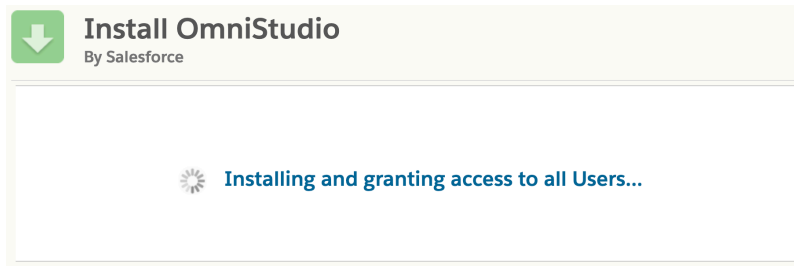 Install OmniStudio
By Salesforce
Installing and granting access to all Users...